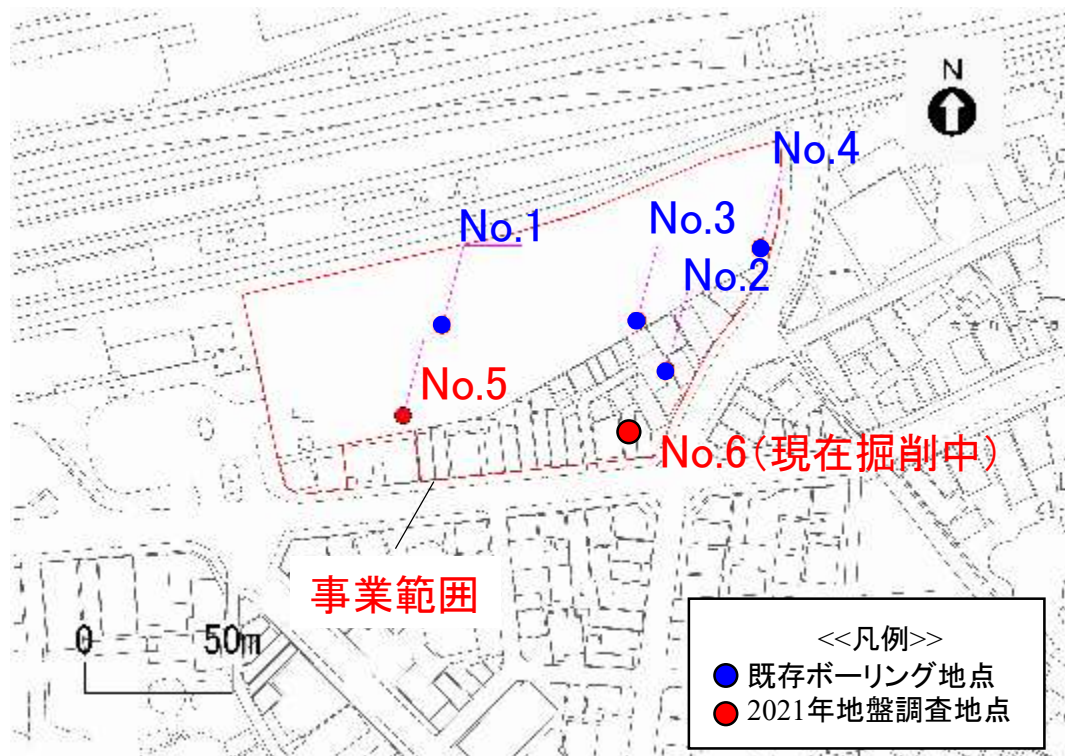 N
No.4
No.1
No.3
No.2
No.5
No.6(現在掘削中)
事業範囲
0 50m
<<凡例>>
既存ボーリング地点
2021年地盤調査地点